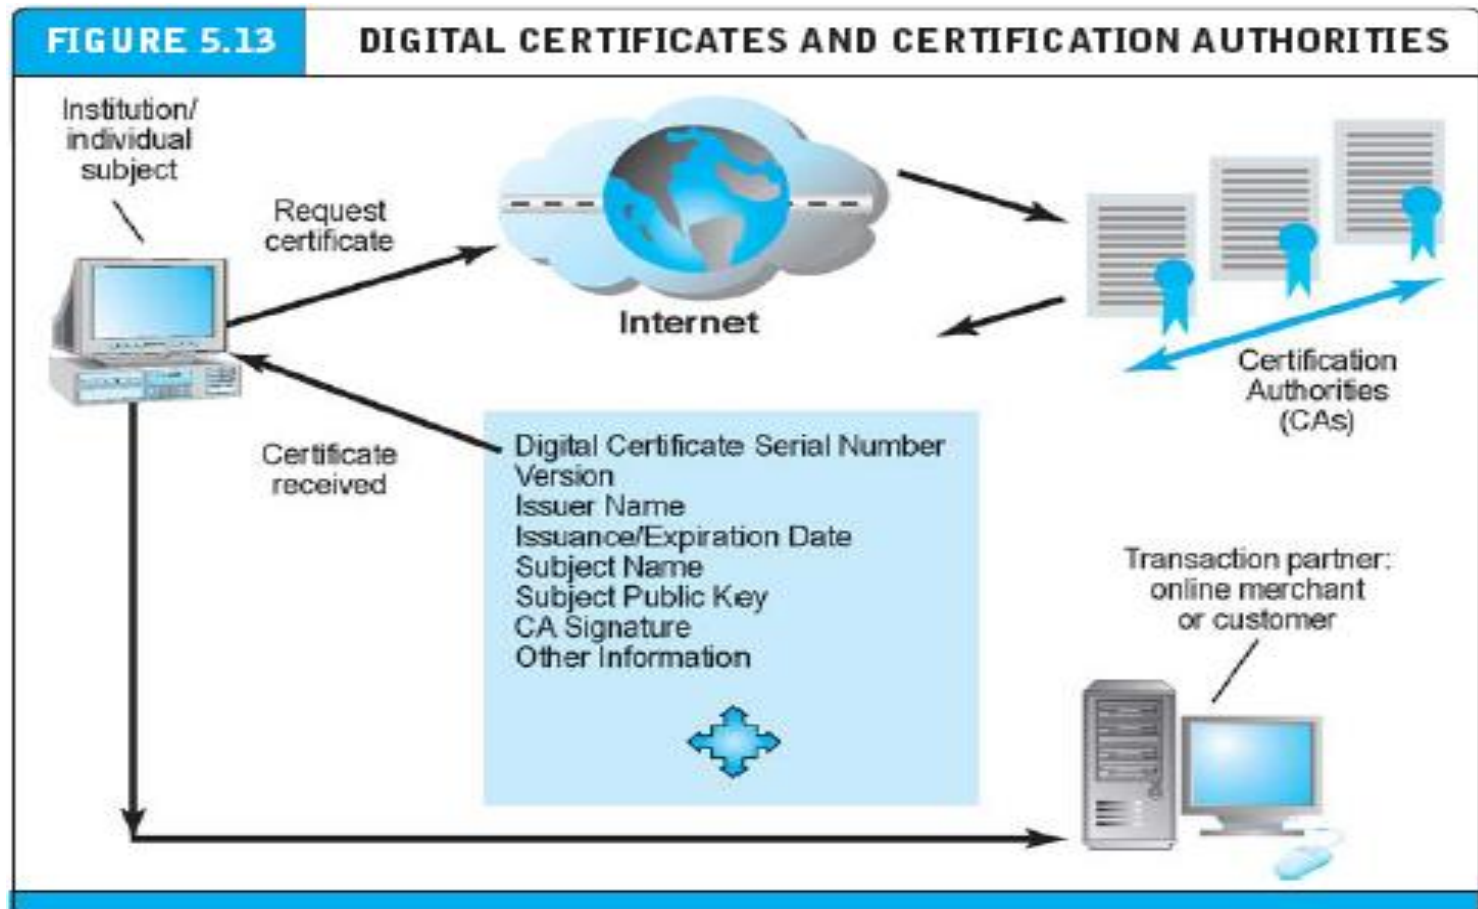 FIGURE 5.13
DIGITAL CERTIFICATES AND CERTIFICATION AUTHORITIES
Institution/
individual
subject
Request
certificate
Internet
Certification
Authorities
(CAs)
Certificate
received
Digital Certificate Serial Number
Version
Issuer Name
Issuance/Expiration Date
Subject Name
Subject Public Key
CA Signature
Other Information
Transaction partner:
online merchant
or customer